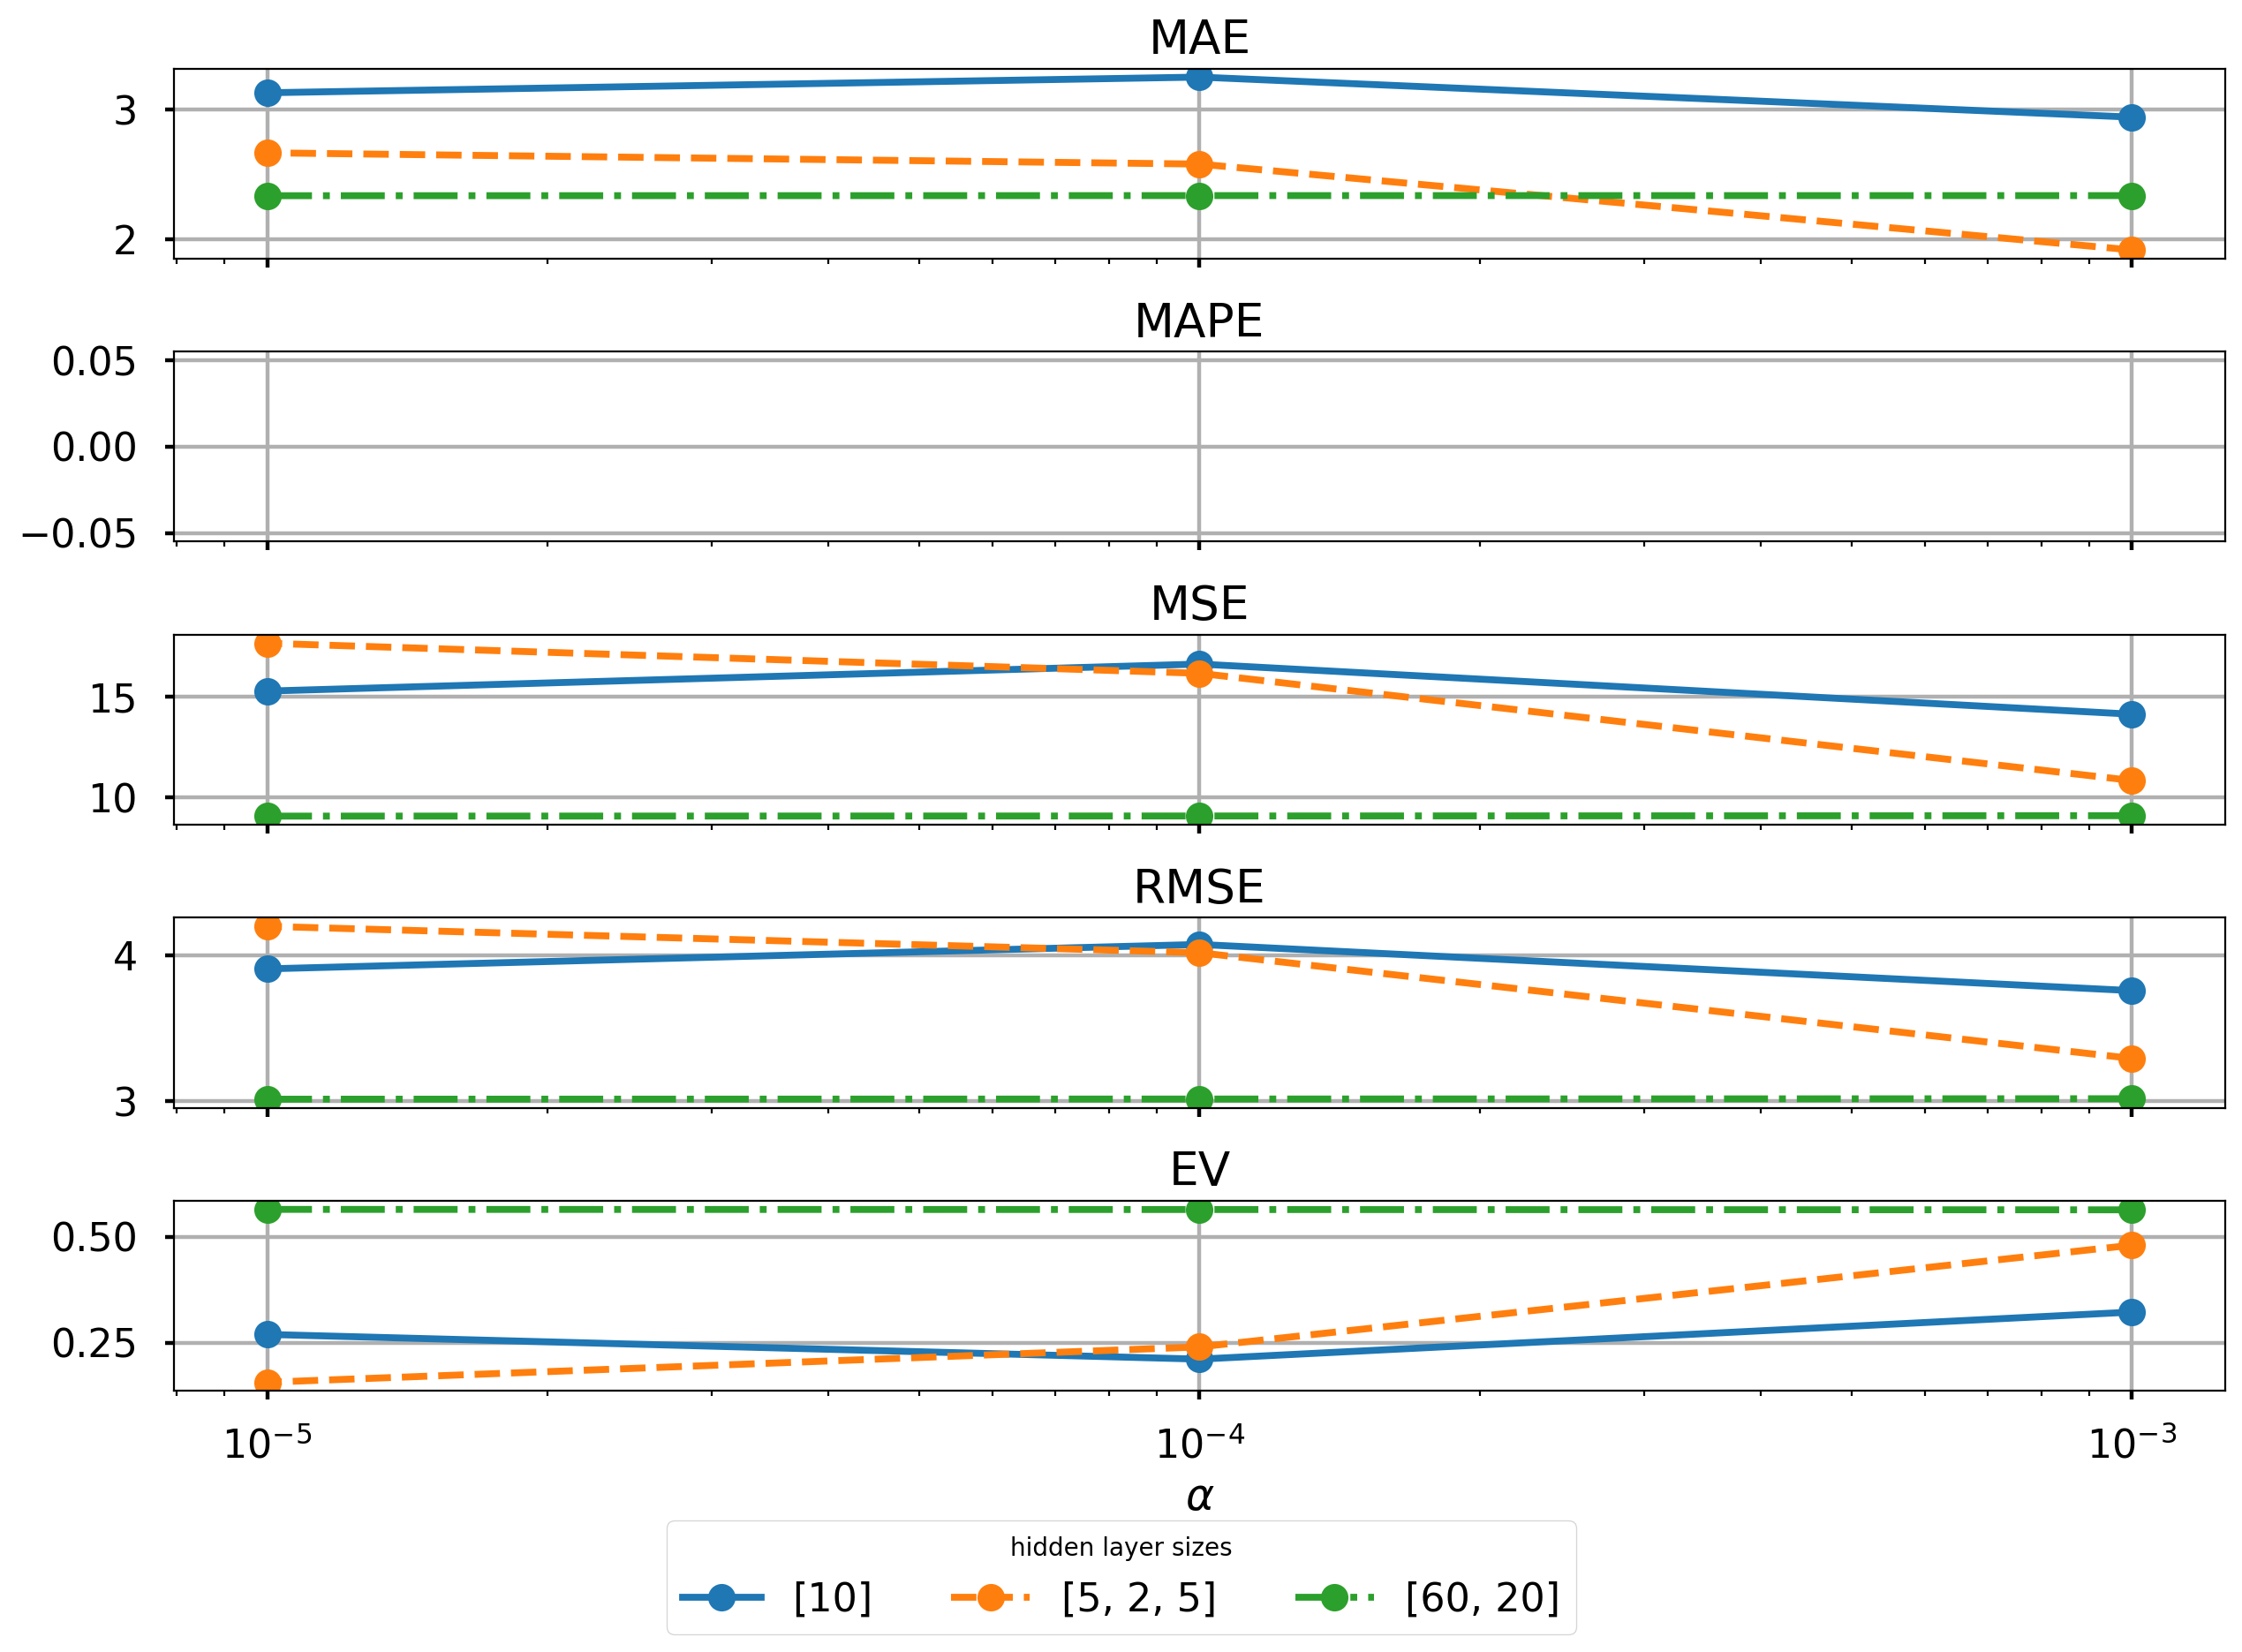 MAE
3
2
MAPE
0.05
0.00
−0.05
MSE
15
10
RMSE
4
3
EV
0.50
0.25
10⁻⁵ 10⁻⁴ 10⁻³
α
hidden layer sizes
[10] [5, 2, 5] [60, 20]